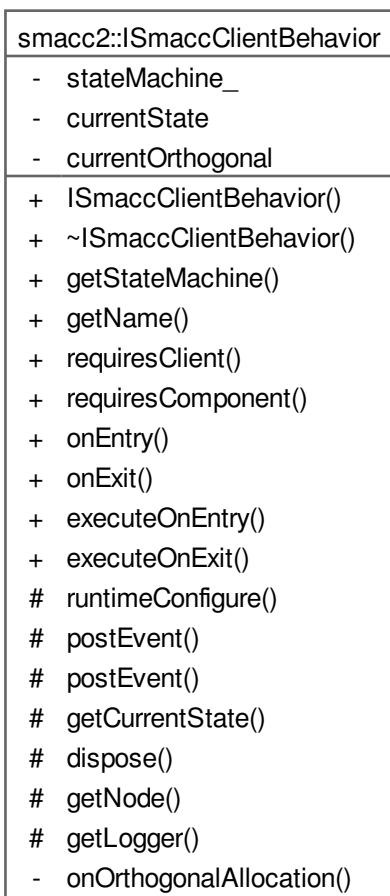 smacc2::ISmaccClientBehavior
- stateMachine_
- currentState
- currentOrthogonal
+ ISmaccClientBehavior()
+ ~ISmaccClientBehavior()
+ getStateMachine()
+ getName()
+ requiresClient()
+ requiresComponent()
+ onEntry()
+ onExit()
+ executeOnEntry()
+ executeOnExit()
# runtimeConfigure()
# postEvent()
# postEvent()
# getCurrentState()
# dispose()
# getNode()
# getLogger()
- onOrthogonalAllocation()